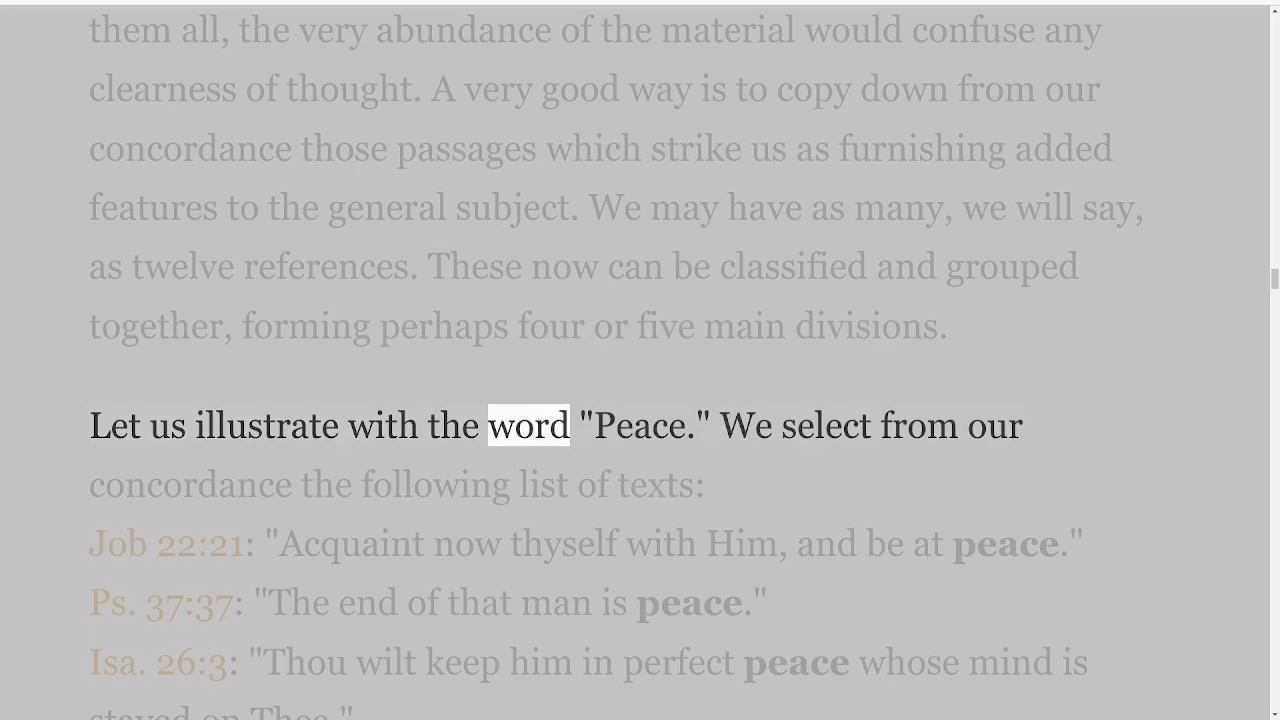 them all, the very abundance of the material would confuse any
clearness of thought. A very good way is to copy down from our
concordance those passages which strike us as furnishing added
features to the general subject. We may have as many, we will say,
as twelve references. These now can be classified and grouped
together, forming perhaps four or five main divisions.
Let us illustrate with the word "Peace." We select from our
concordance the following list of texts:
Job 22:21: "Acquaint now thyself with Him, and be at peace."
Ps. 37:37: "The end of that man is peace."
Isa. 26:3: "Thou wilt keep him in perfect peace whose mind is
stayed on Thee."